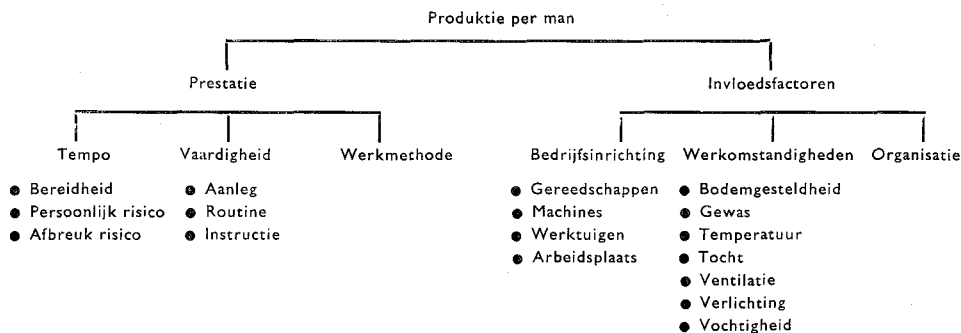 Produktie per man
Prestatie
Invloedsfactoren
Tempo
Vaardigheid
Werkmethode
Bedrijfsinrichting
Werkomstandigheden
Organisatie
● Bereidheid
● Persoonlijk risico
● Afbreuk risico
● Aanleg
● Routine
● Instructie
● Gereedschappen
● Machines
● Werktuigen
● Arbeidsplaats
● Bodemgesteldheid
● Gewas
● Temperatuur
● Tocht
● Ventilatie
● Verlichting
● Vochtigheid